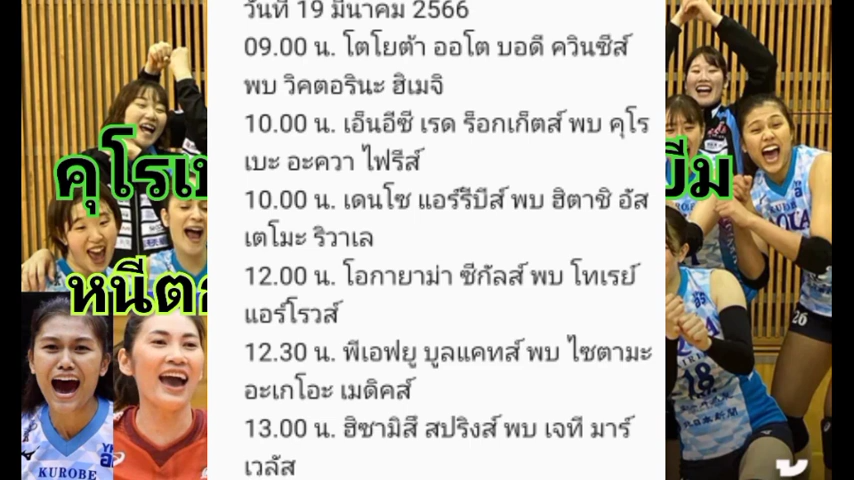 วันที่ 19 มีนาคม 2566
09.00 น. โตโยต้า ออโต บอดี ควินซีส์
พบ วิคตอรินะ ฮิเมจิ
10.00 น. เอ็นอีซี เรด ร็อกเก็ตส์ พบ คุโร
เบะ อะควา ไฟรีส์
10.00 น. เดนโซ แอร์รีบีส์ พบ ฮิตาชิ อัส
เตโมะ ริวาเล
12.00 น. โอกายาม่า ซีกัลส์ พบ โทเรย์
แอร์โรวส์
12.30 น. พีเอฟยู บูลแคทส์ พบ ไซตามะ
อะเกโอะ เมดิคส์
13.00 น. ฮิซามิสึ สปริงส์ พบ เจที มาร์
เวลัส
คุโรเบ
ทีม
หนีต
KUROBE
KUROBE
26
18